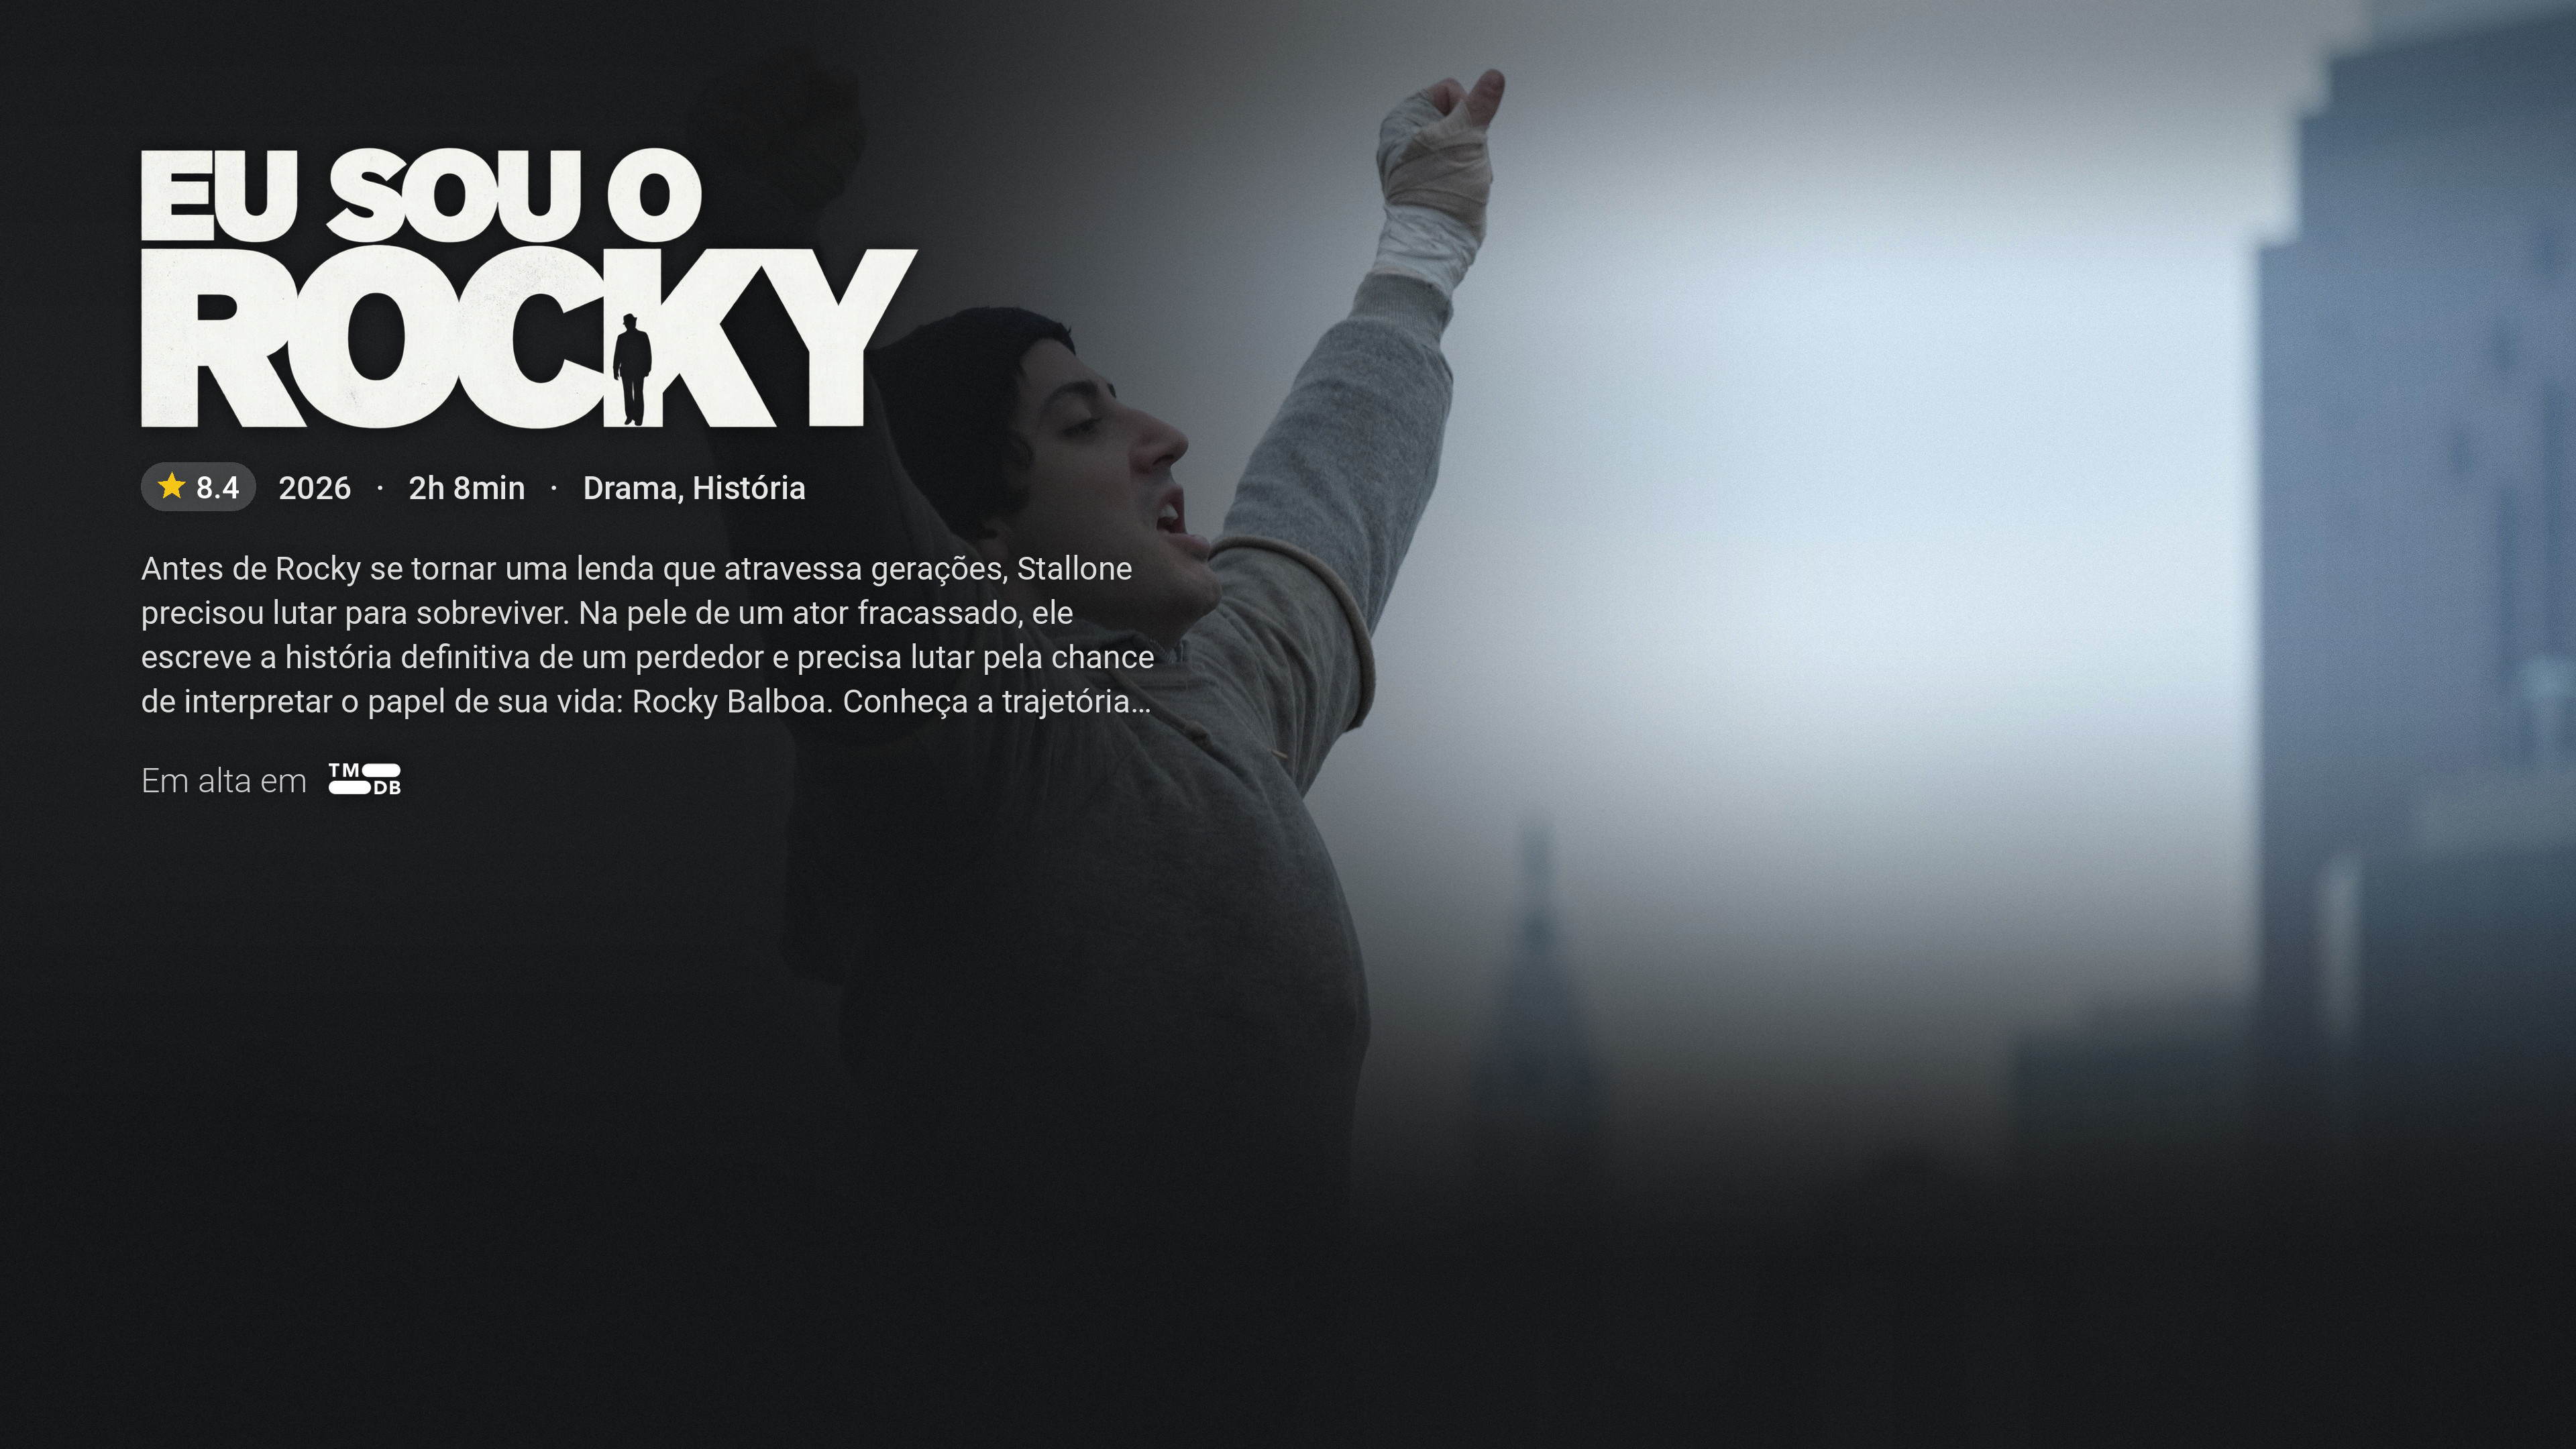 EU SOU O
ROCKY
8.4 2026 · 2h 8min · Drama, História
Antes de Rocky se tornar uma lenda que atravessa gerações, Stallone
precisou lutar para sobreviver. Na pele de um ator fracassado, ele
escreve a história definitiva de um perdedor e precisa lutar pela chance
de interpretar o papel de sua vida: Rocky Balboa. Conheça a trajetória…
Em alta em TM
DB